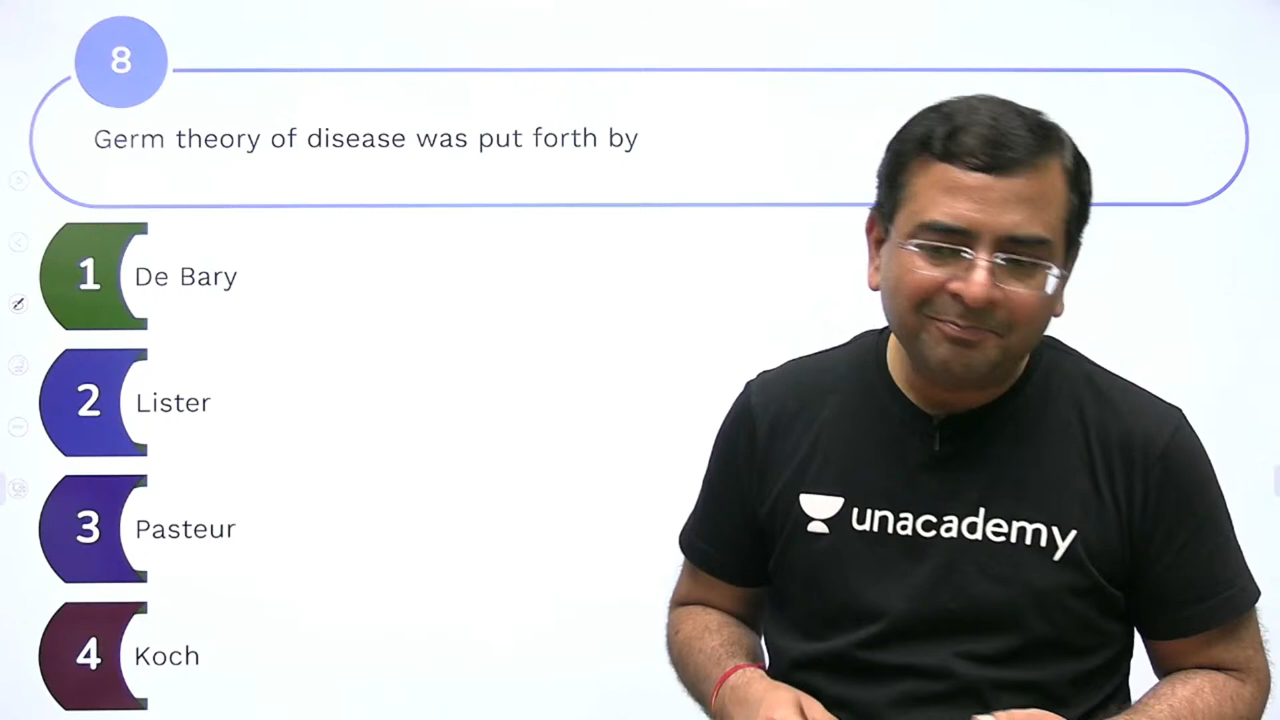 8
Germ theory of disease was put forth by
1
De Bary
2
Lister
3
Pasteur
4
Koch
unacademy